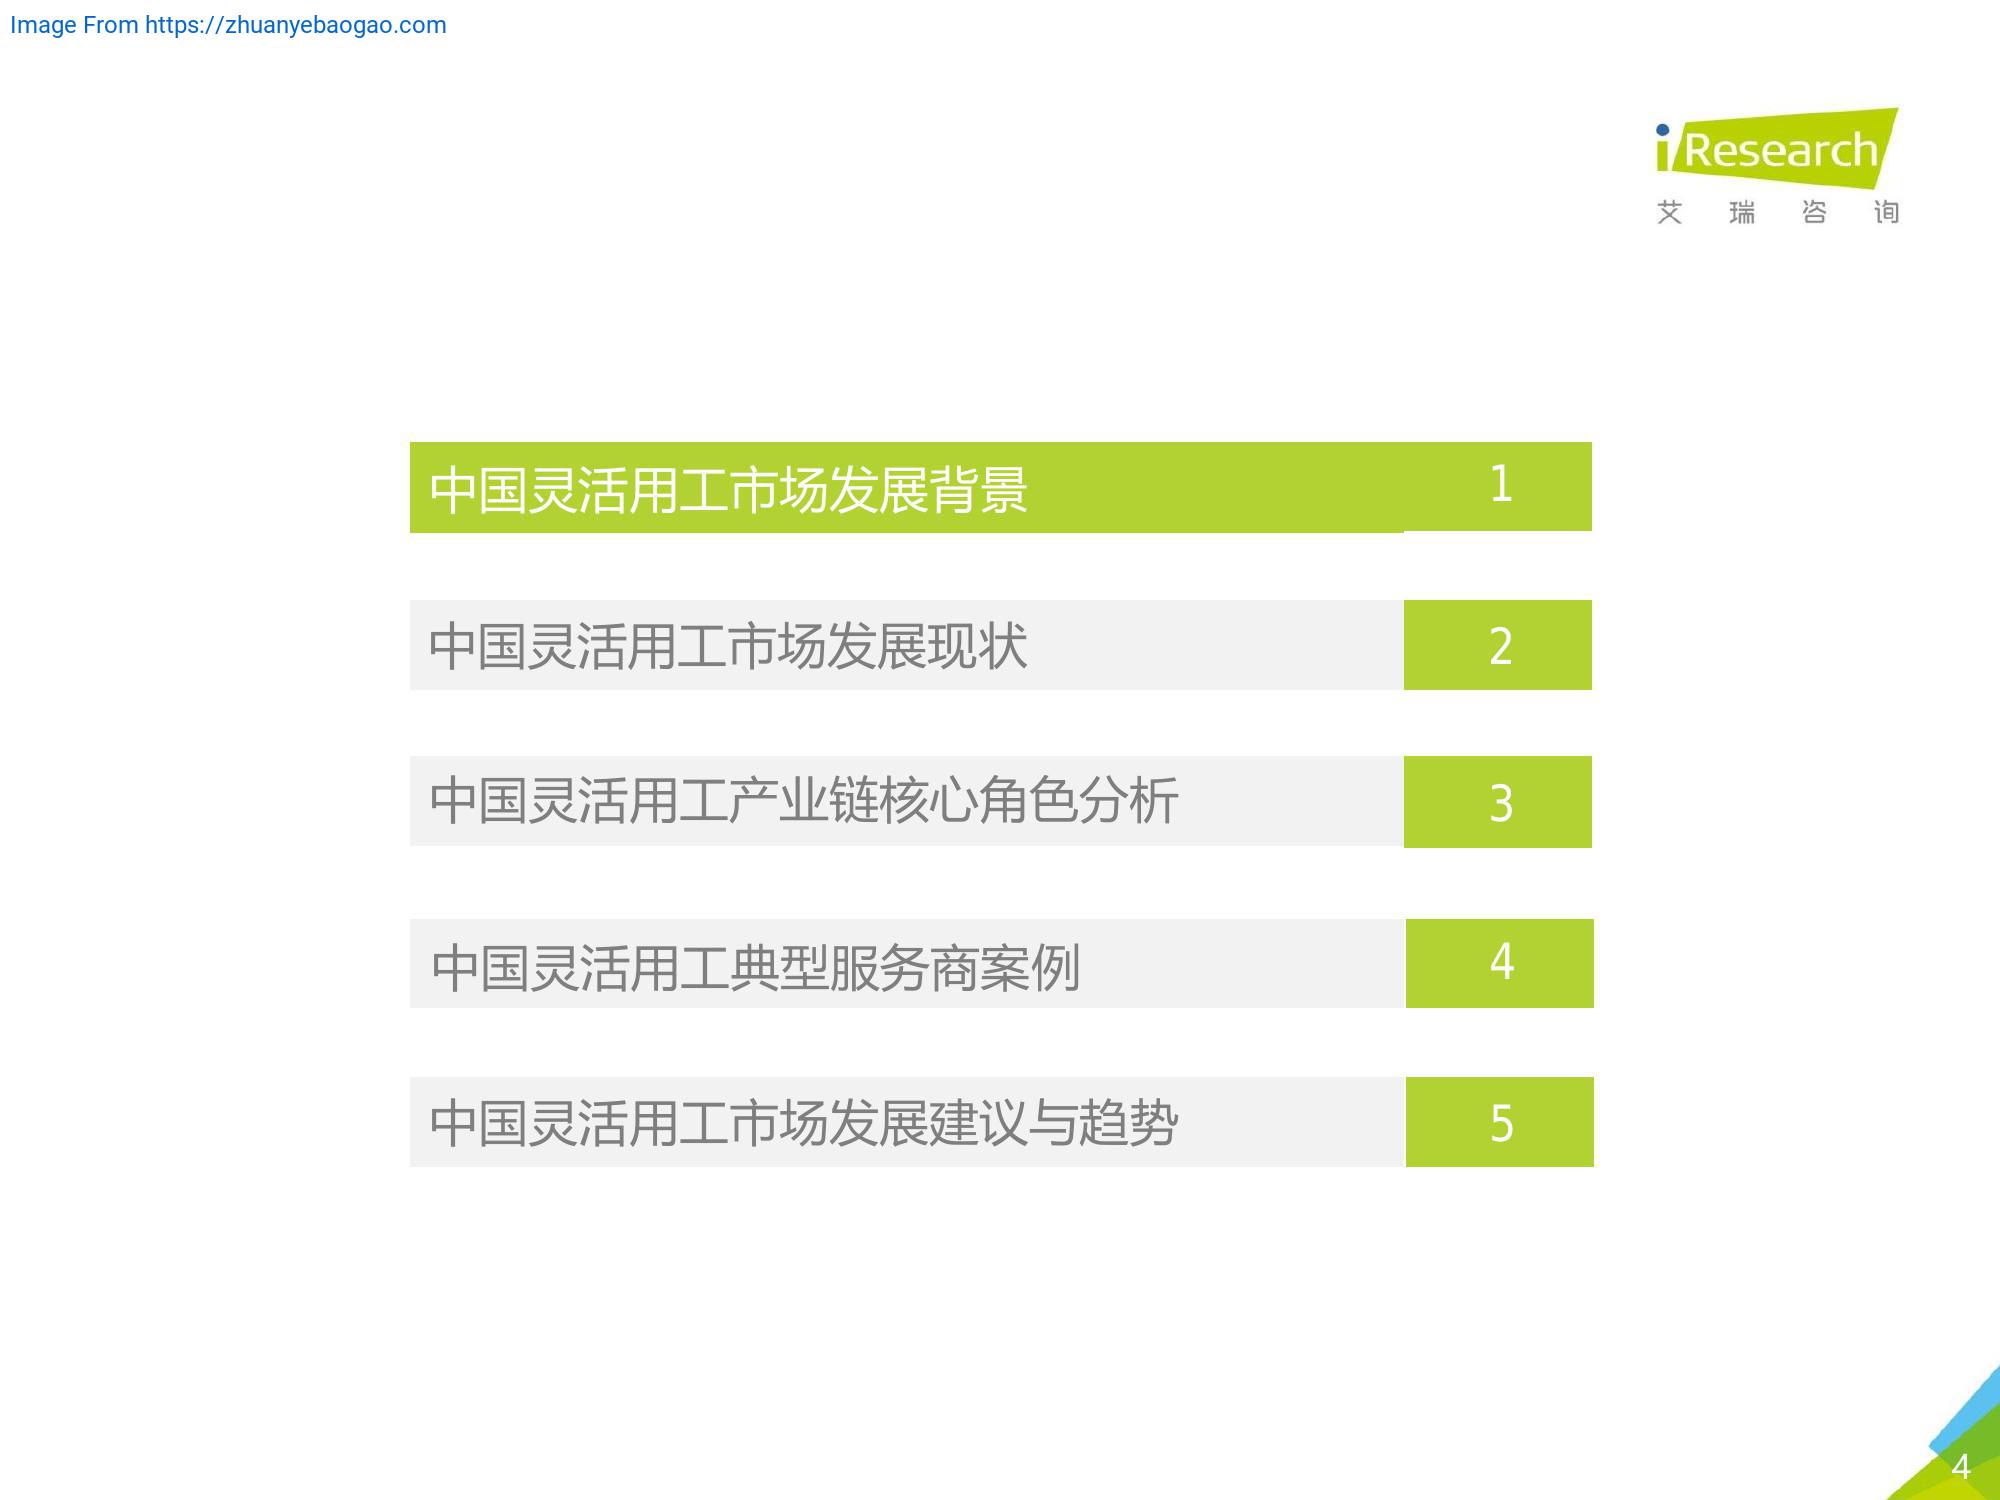 Image From https://zhuanyebaogao.com
iResearch
艾瑞咨询
中国灵活用工市场发展背景 1
中国灵活用工市场发展现状 2
中国灵活用工产业链核心角色分析 3
中国灵活用工典型服务商案例 4
中国灵活用工市场发展建议与趋势 5
4